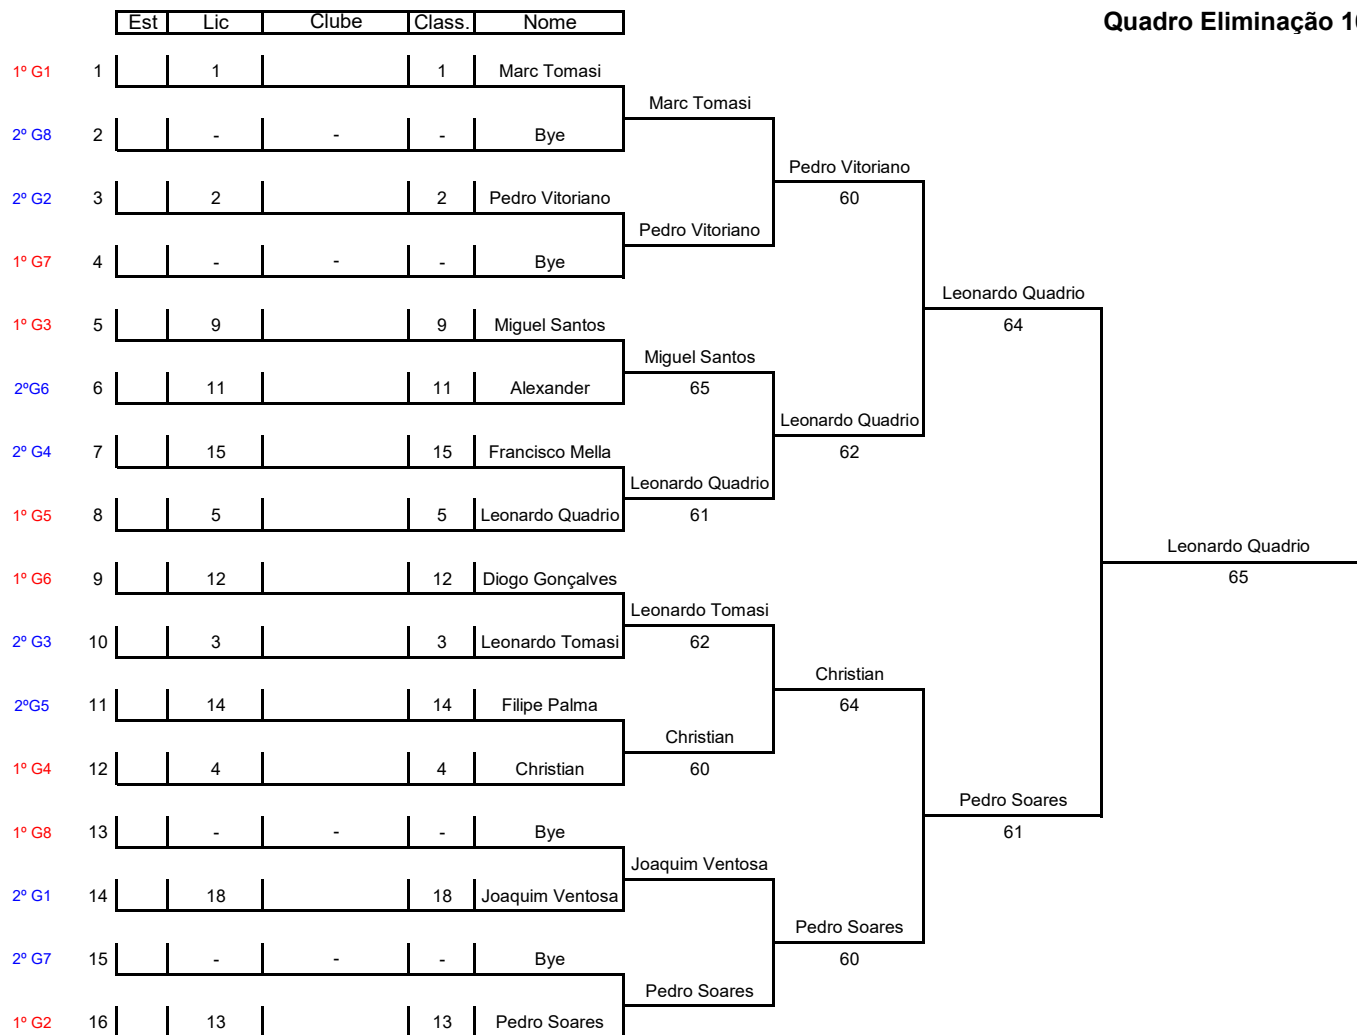 Est Lic Clube Class. Nome
Quadro Eliminação 16
1º G1 1 1 1 Marc Tomasi
Marc Tomasi
2º G8 2 - - - Bye
Pedro Vitoriano
2º G2 3 2 2 Pedro Vitoriano 60
Pedro Vitoriano
1º G7 4 - - - Bye
Leonardo Quadrio
1º G3 5 9 9 Miguel Santos 64
Miguel Santos
2ºG6 6 11 11 Alexander 65
Leonardo Quadrio
2º G4 7 15 15 Francisco Mella 62
Leonardo Quadrio
1º G5 8 5 5 Leonardo Quadrio 61
Leonardo Quadrio
1º G6 9 12 12 Diogo Gonçalves 65
Leonardo Tomasi
2º G3 10 3 3 Leonardo Tomasi 62
Christian
2ºG5 11 14 14 Filipe Palma 64
Christian
1º G4 12 4 4 Christian 60
Pedro Soares
1º G8 13 - - - Bye 61
Joaquim Ventosa
2º G1 14 18 18 Joaquim Ventosa
Pedro Soares
2º G7 15 - - - Bye 60
Pedro Soares
1º G2 16 13 13 Pedro Soares